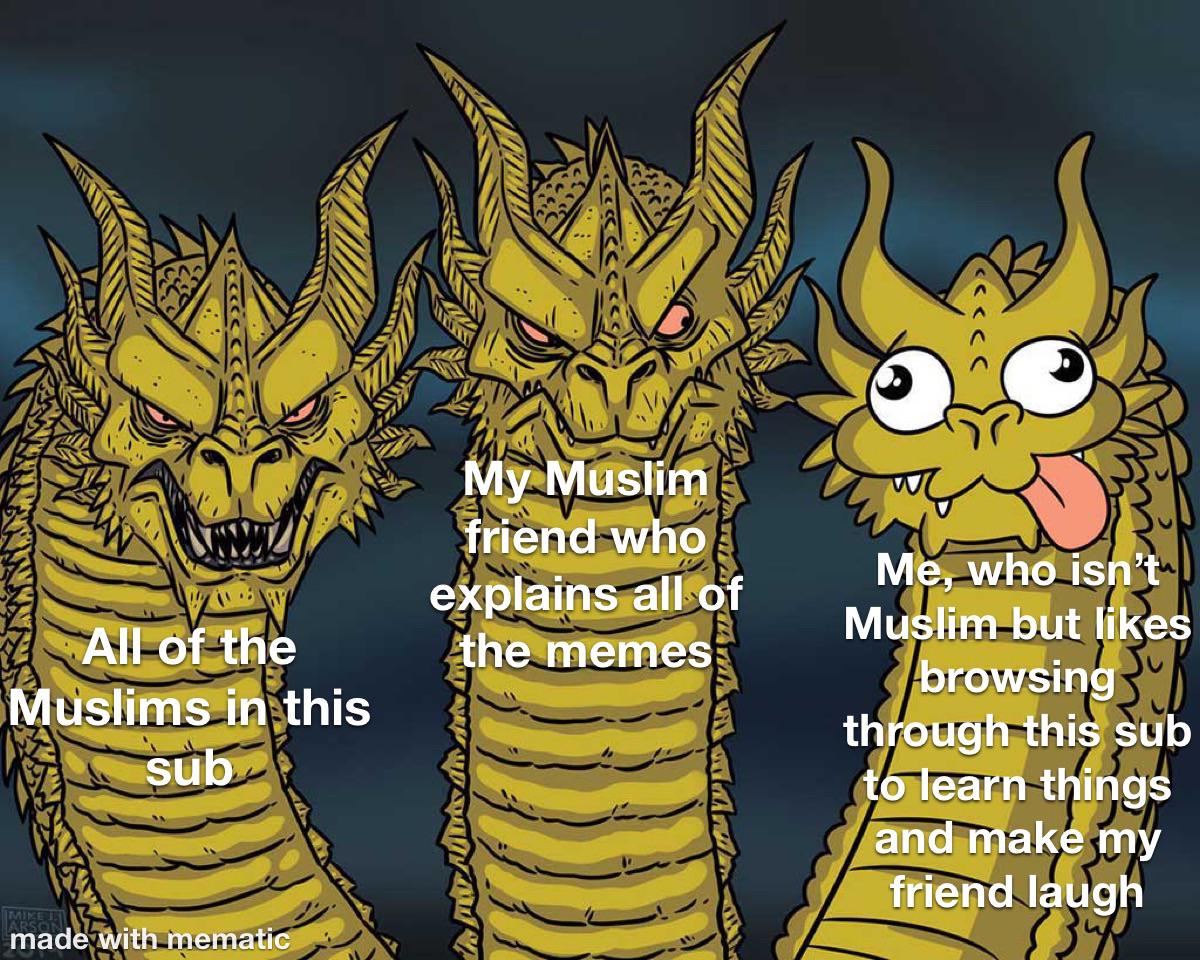 My Muslim
friend who
explains all of
the memes
Me, who isn't
Muslim but likes
browsing
through this sub
to learn things
and make my
friend laugh
All of the
Muslims in this
sub
MIKE J.
made with mematic